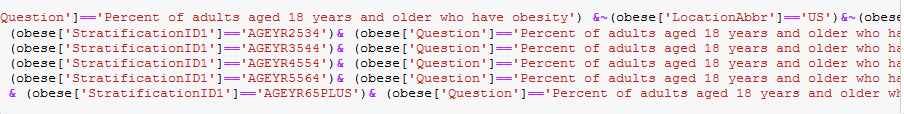 Question']=='Percent of adults aged 18 years and older who have obesity') &~(obese['LocationAbbr']=='US')&~(obese
(obese['StratificationID1']=='AGEYR2534')& (obese['Question']=='Percent of adults aged 18 years and older who ha
(obese['StratificationID1']=='AGEYR3544')& (obese['Question']=='Percent of adults aged 18 years and older who ha
(obese['StratificationID1']=='AGEYR4554')& (obese['Question']=='Percent of adults aged 18 years and older who ha
(obese['StratificationID1']=='AGEYR5564')& (obese['Question']=='Percent of adults aged 18 years and older who ha
& (obese['StratificationID1']=='AGEYR65PLUS')& (obese['Question']=='Percent of adults aged 18 years and older wh